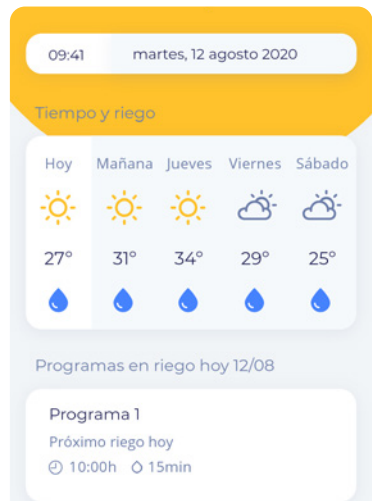 09:41 martes, 12 agosto 2020
Tiempo y riego
Hoy Mañana Jueves Viernes Sábado
27° 31° 34° 29° 25°
Programas en riego hoy 12/08
Programa 1
Próximo riego hoy
10:00h 15min